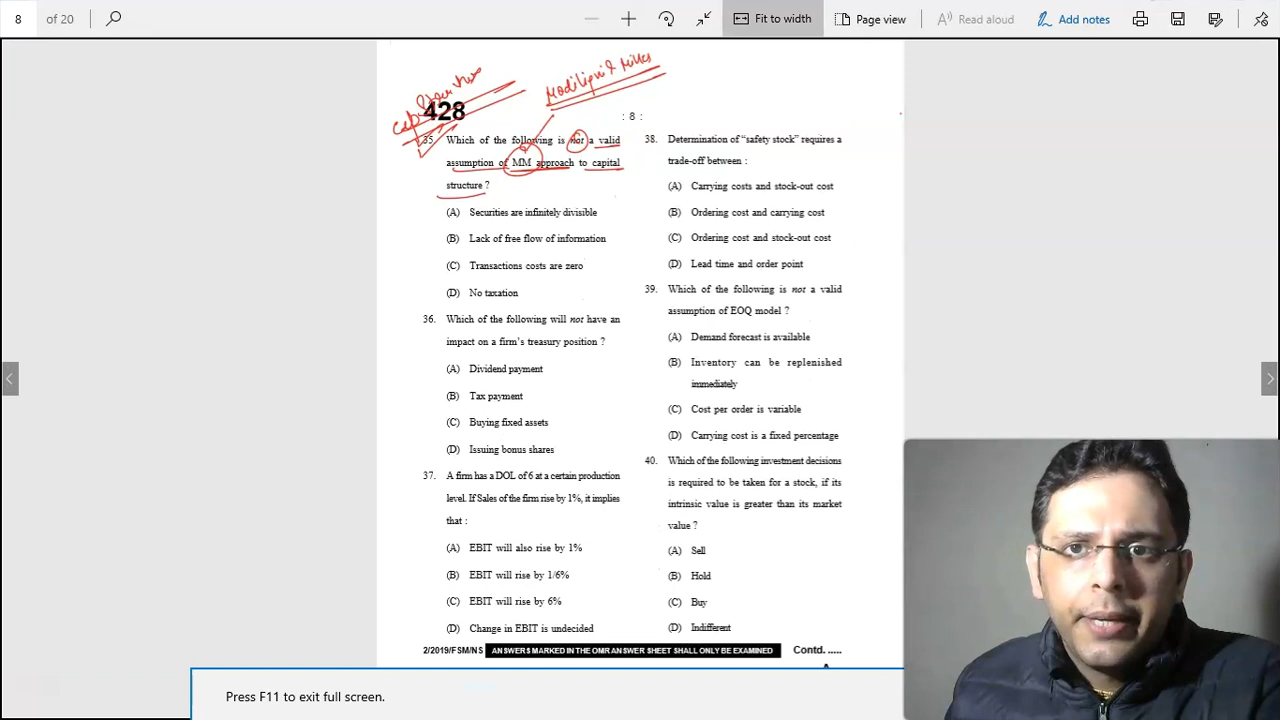 8 of 20
Fit to width
Page view
Read aloud
Add notes
428
: 8 :
35. Which of the following is not a valid
assumption of MM approach to capital
structure ?
(A) Securities are infinitely divisible
(B) Lack of free flow of information
(C) Transactions costs are zero
(D) No taxation
36. Which of the following will not have an
impact on a firm's treasury position ?
(A) Dividend payment
(B) Tax payment
(C) Buying fixed assets
(D) Issuing bonus shares
37. A firm has a DOL of 6 at a certain production
level. If Sales of the firm rise by 1%, it implies
that :
(A) EBIT will also rise by 1%
(B) EBIT will rise by 1/6%
(C) EBIT will rise by 6%
(D) Change in EBIT is undecided
38. Determination of “safety stock” requires a
trade-off between :
(A) Carrying costs and stock-out cost
(B) Ordering cost and carrying cost
(C) Ordering cost and stock-out cost
(D) Lead time and order point
39. Which of the following is not a valid
assumption of EOQ model ?
(A) Demand forecast is available
(B) Inventory can be replenished
immediately
(C) Cost per order is variable
(D) Carrying cost is a fixed percentage
40. Which of the following investment decisions
is required to be taken for a stock, if its
intrinsic value is greater than its market
value ?
(A) Sell
(B) Hold
(C) Buy
(D) Indifferent
2/2019/FSM/NS ANSWERS MARKED IN THE OMR ANSWER SHEET SHALL ONLY BE EXAMINED Contd. .....
Press F11 to exit full screen.